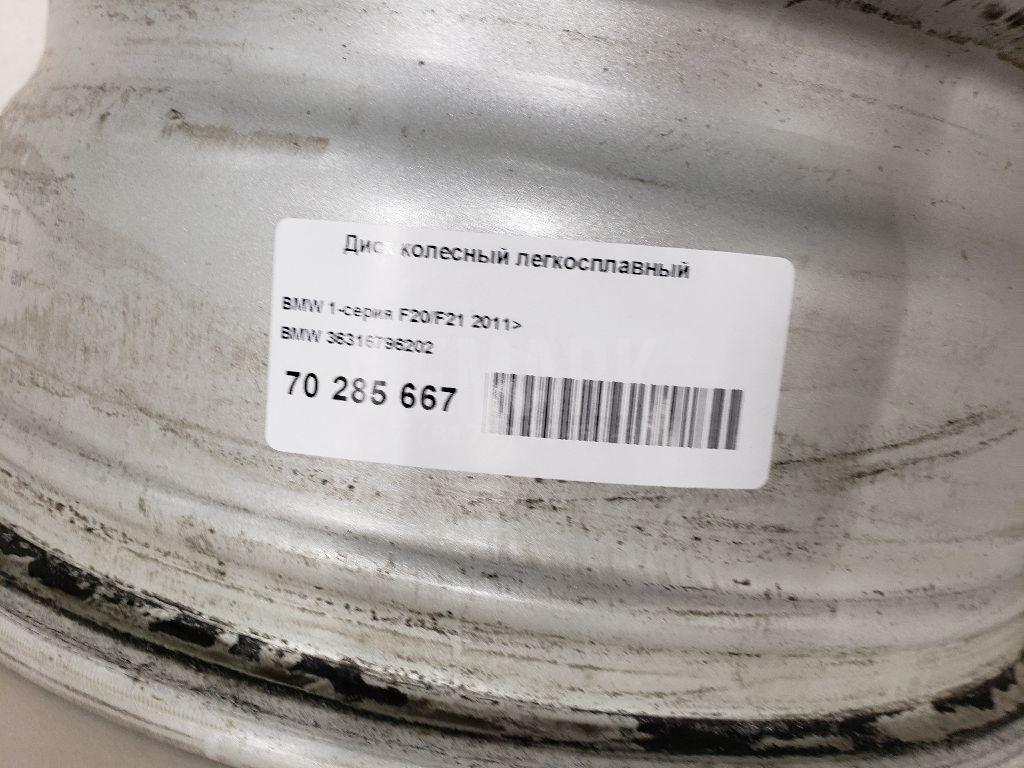 Диск колесный легкосплавный
BMW 1-серия F20/F21 2011>
BMW 36316796202
70 285 667